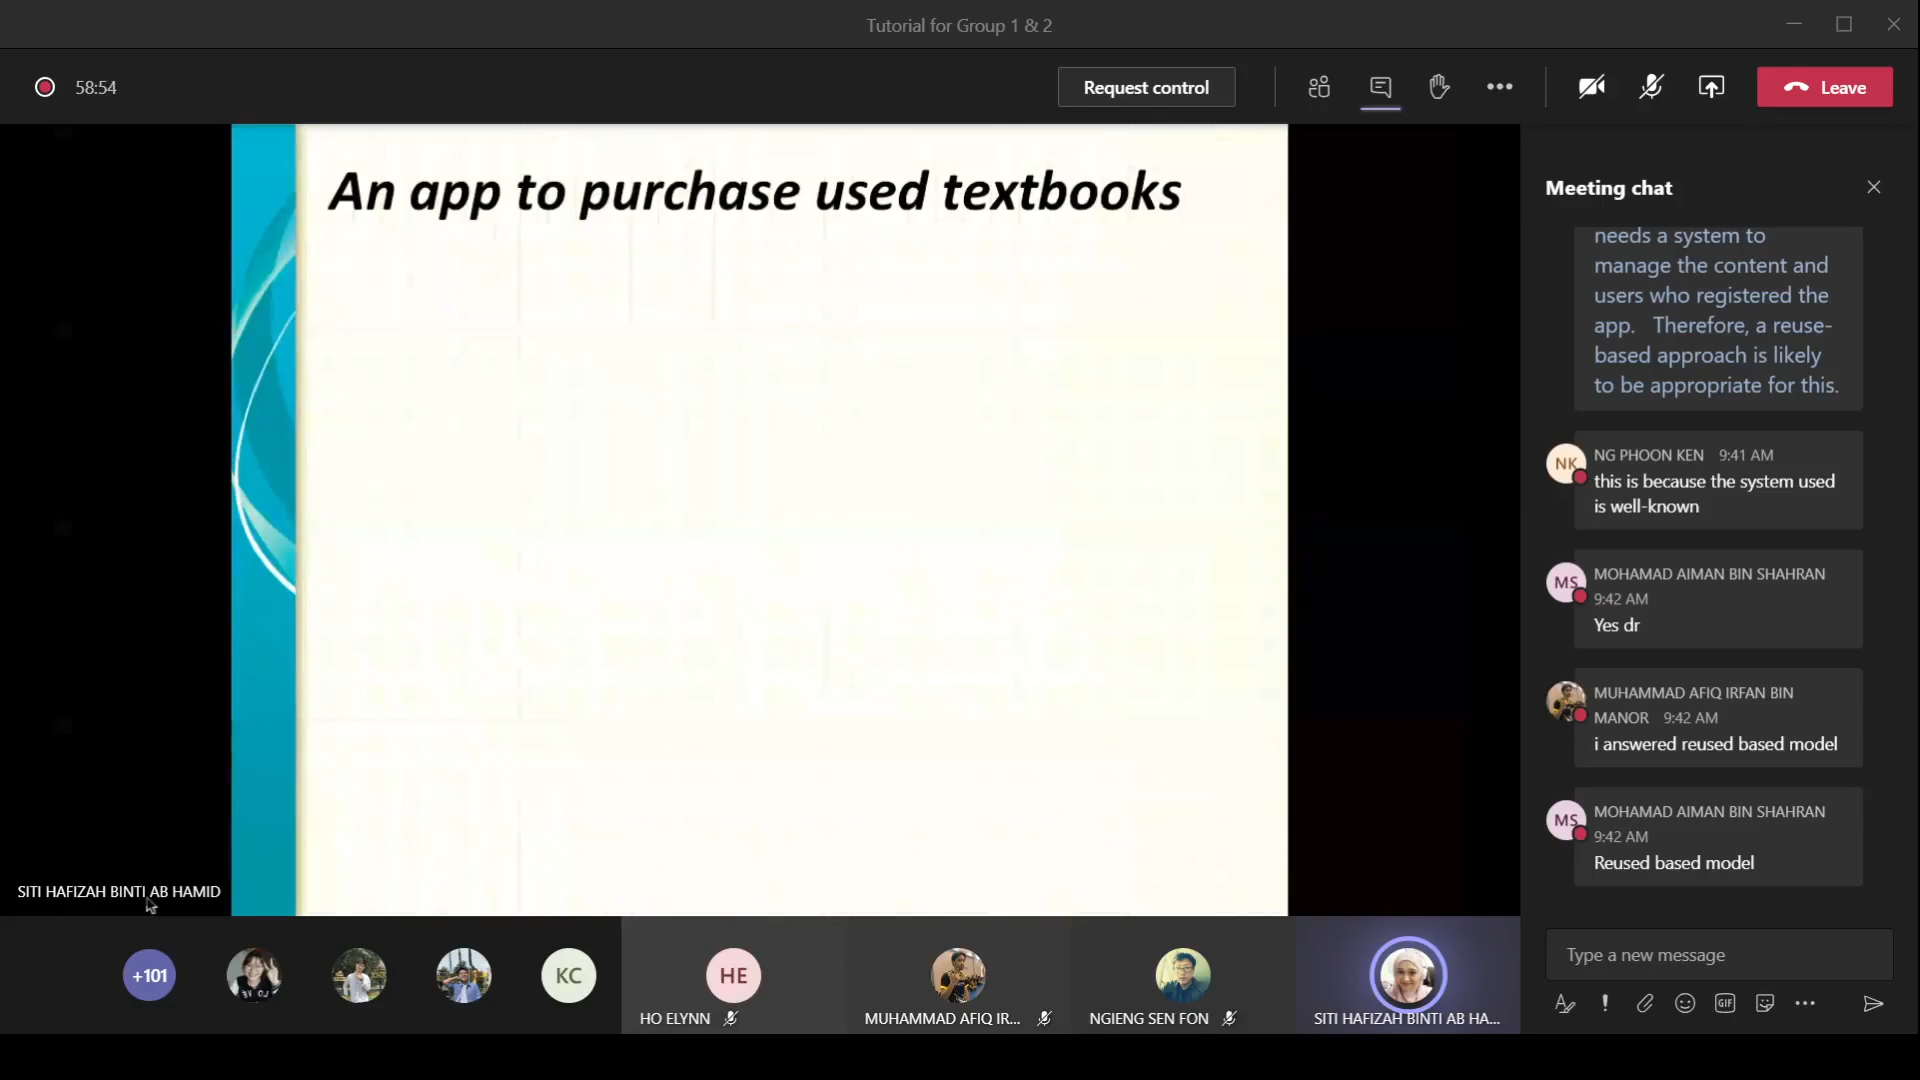 Tutorial for Group 1 & 2
58:54
Request control
Leave
An app to purchase used textbooks
Meeting chat
needs a system to
manage the content and
users who registered the
app. Therefore, a reuse-
based approach is likely
to be appropriate for this.
NK
NG PHOON KEN 9:41 AM
this is because the system used
is well-known
MS
MOHAMAD AIMAN BIN SHAHRAN
9:42 AM
Yes dr
MUHAMMAD AFIQ IRFAN BIN
MANOR 9:42 AM
i answered reused based model
MS
MOHAMAD AIMAN BIN SHAHRAN
9:42 AM
Reused based model
SITI HAFIZAH BINTI AB HAMID
Type a new message
GIF
+101
KC
HE
HO ELYNN
MUHAMMAD AFIQ IR...
NGIENG SEN FON
SITI HAFIZAH BINTI AB HA...